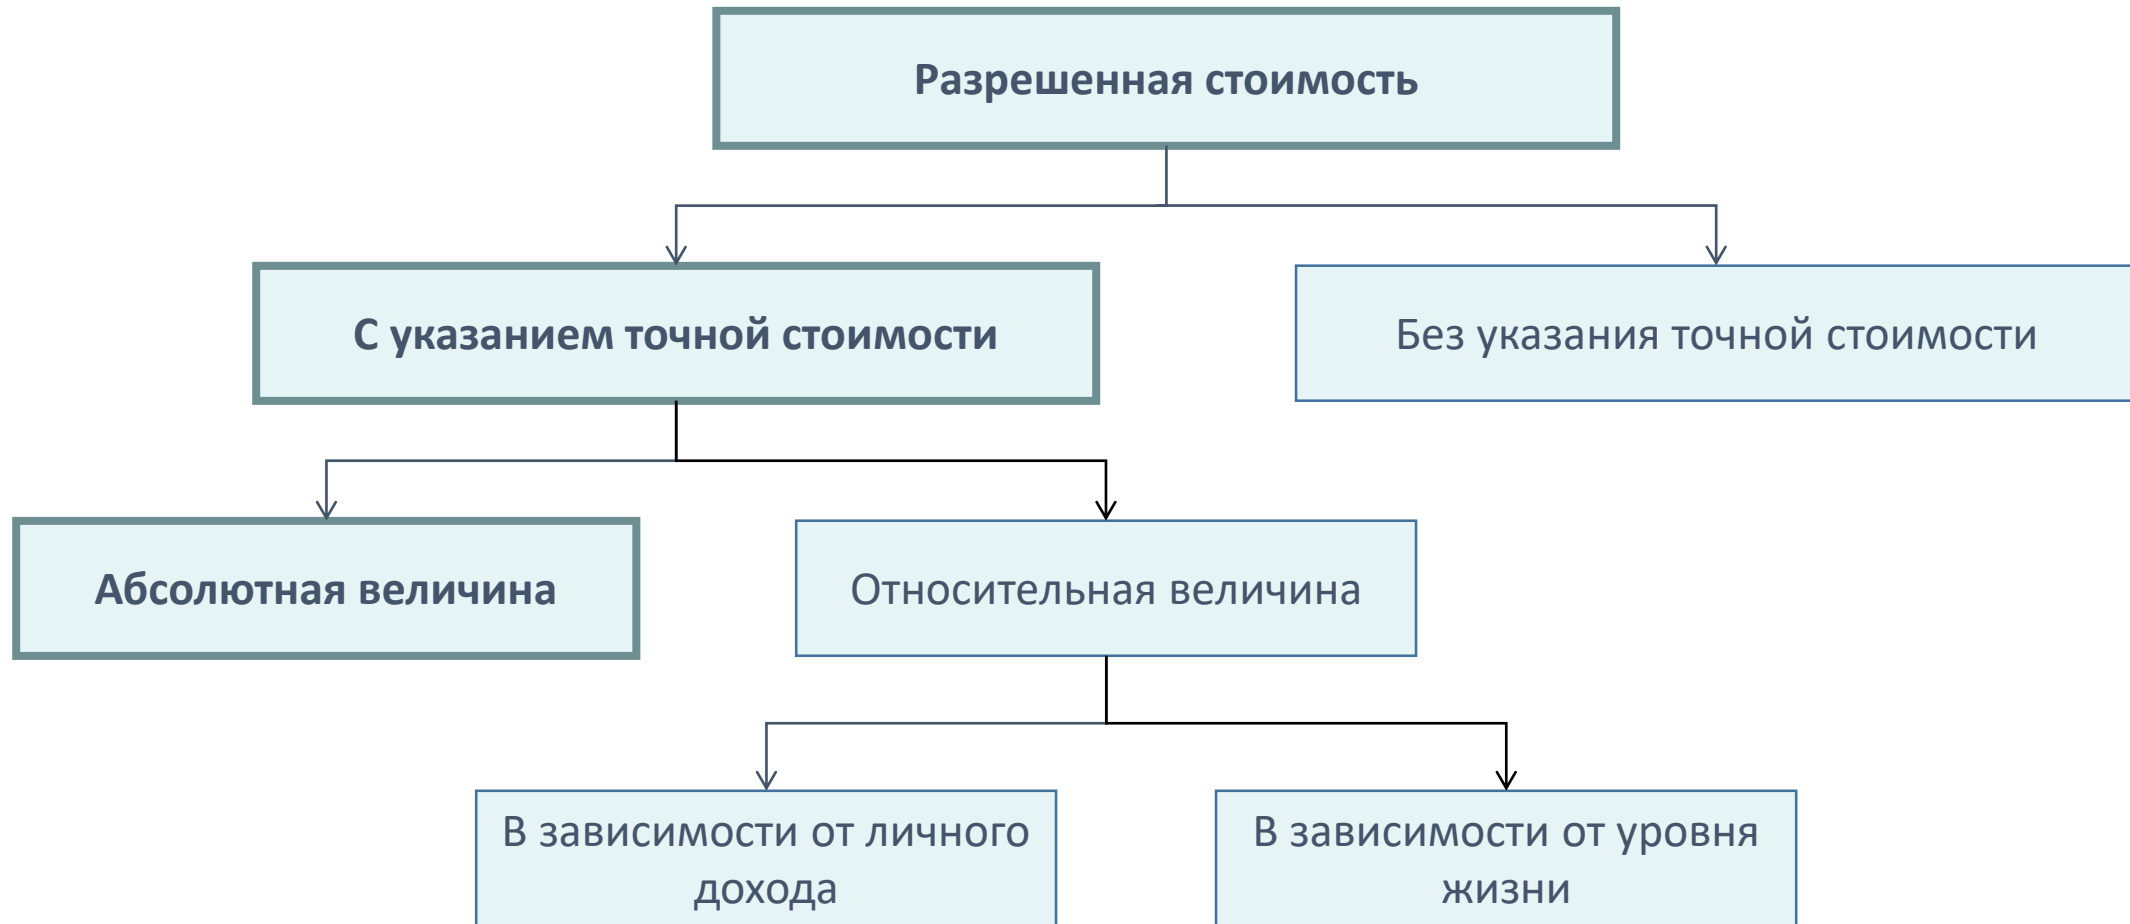 Разрешенная стоимость
С указанием точной стоимости
Без указания точной стоимости
Абсолютная величина
Относительная величина
В зависимости от личного
дохода
В зависимости от уровня
жизни